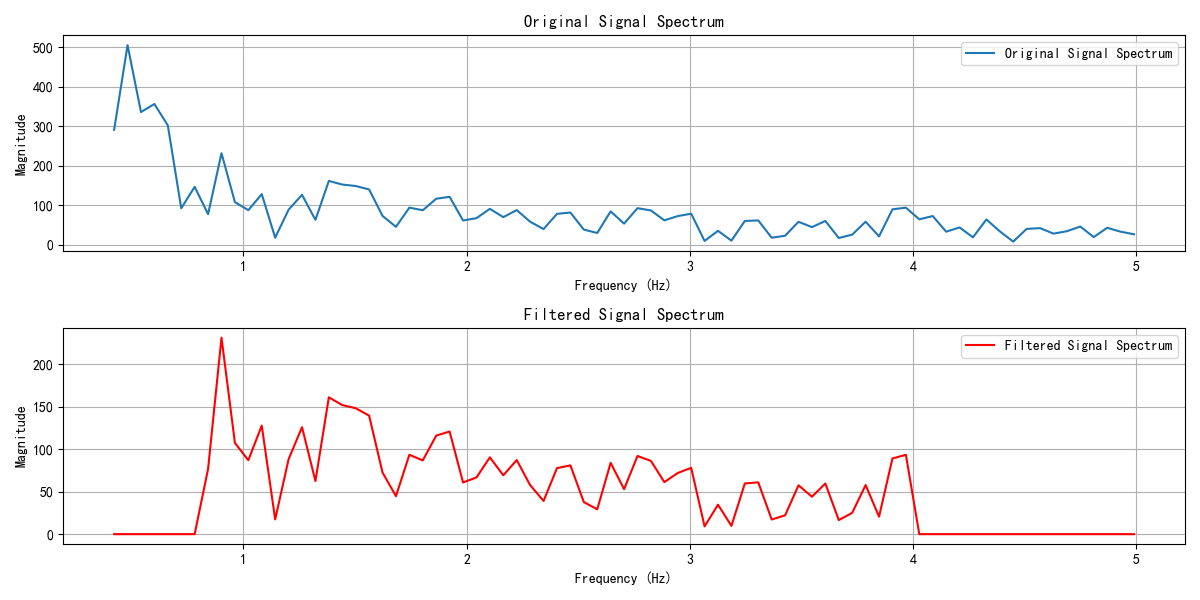 Original Signal Spectrum
500
400
300
200
100
0
Magnitude
Original Signal Spectrum
1 2 3 4 5
Frequency (Hz)
Filtered Signal Spectrum
200
150
100
50
0
Magnitude
Filtered Signal Spectrum
1 2 3 4 5
Frequency (Hz)